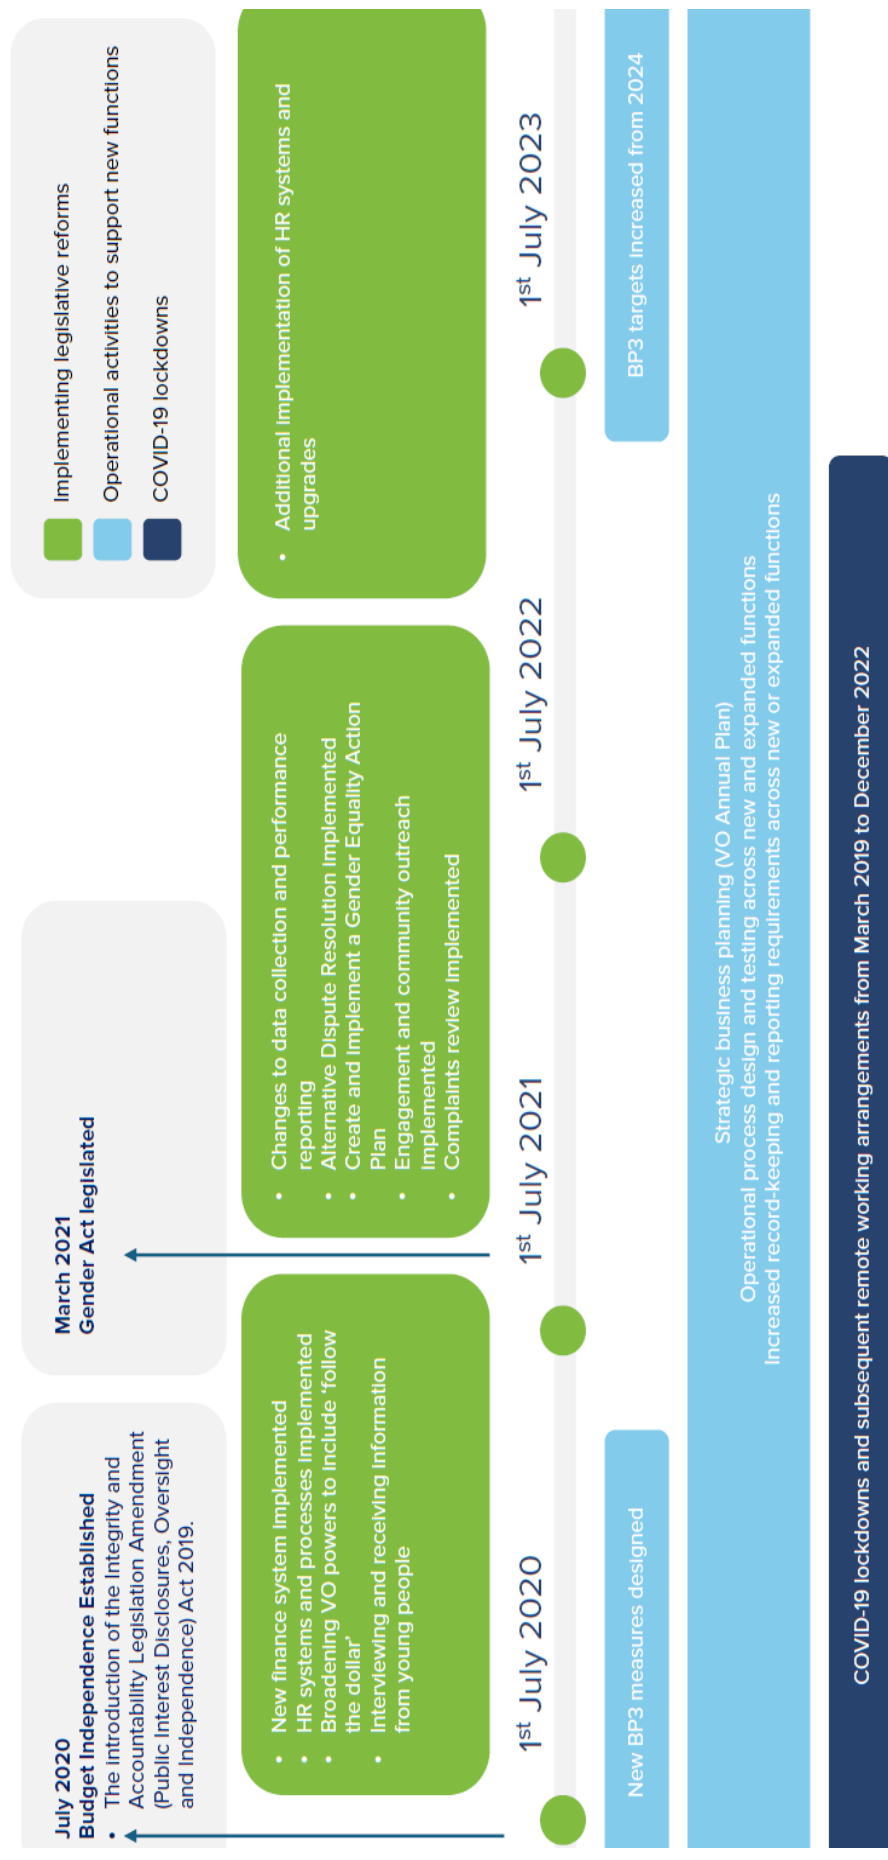 July 2020
Budget Independence Established
• The introduction of the Integrity and
Accountability Legislation Amendment
(Public Interest Disclosures, Oversight
and Independence) Act 2019.
March 2021
Gender Act legislated
Implementing legislative reforms
Operational activities to support new functions
COVID-19 lockdowns
• New finance system implemented
• HR systems and processes implemented
• Broadening VO powers to include ‘follow
the dollar’
• Interviewing and receiving information
from young people
• Changes to data collection and performance
reporting
• Alternative Dispute Resolution implemented
• Create and implement a Gender Equality Action
Plan
• Engagement and community outreach
implemented
• Complaints review implemented
• Additional implementation of HR systems and
upgrades
1st July 2020
1st July 2021
1st July 2022
1st July 2023
New BP3 measures designed
BP3 targets increased from 2024
Strategic business planning (VO Annual Plan)
Operational process design and testing across new and expanded functions
Increased record-keeping and reporting requirements across new or expanded functions
COVID-19 lockdowns and subsequent remote working arrangements from March 2019 to December 2022